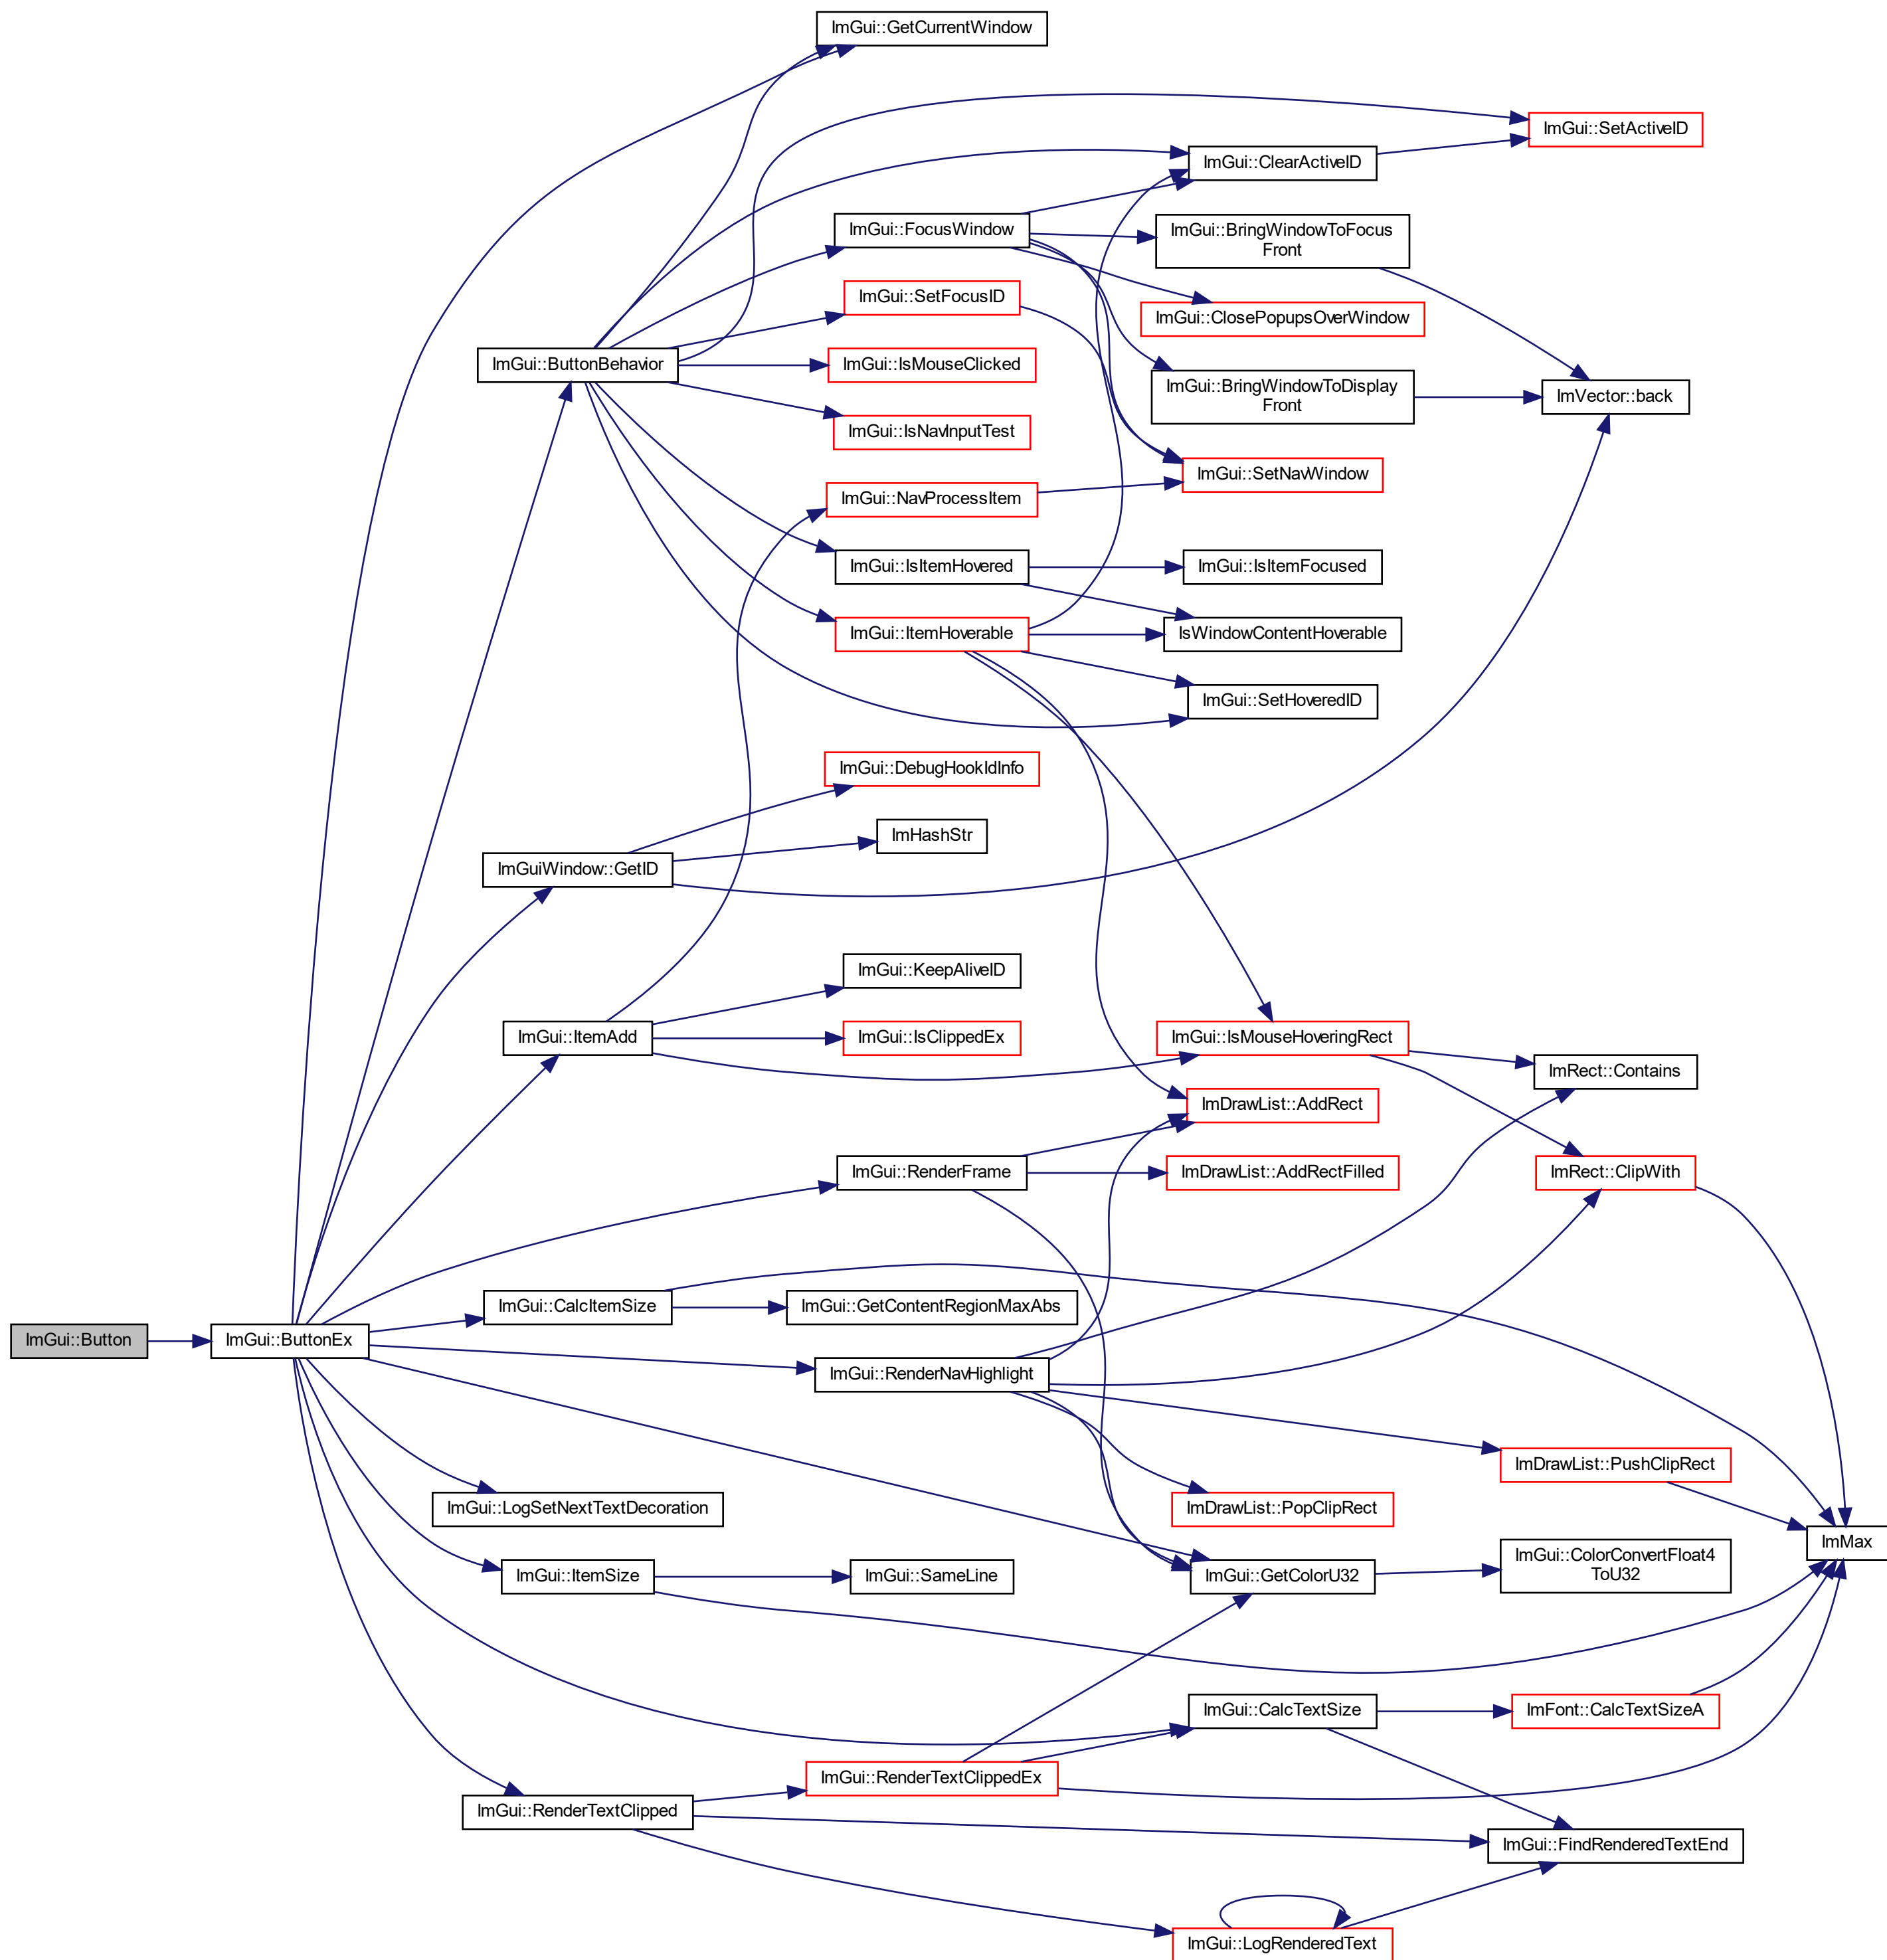 ImGui::GetCurrentWindow
ImGui::SetActiveID
ImGui::ClearActiveID
ImGui::FocusWindow
ImGui::BringWindowToFocus
Front
ImGui::SetFocusID
ImGui::ClosePopupsOverWindow
ImGui::ButtonBehavior
ImGui::IsMouseClicked
ImGui::BringWindowToDisplay
Front
ImVector::back
ImGui::IsNavInputTest
ImGui::SetNavWindow
ImGui::NavProcessItem
ImGui::IsItemHovered
ImGui::IsItemFocused
ImGui::ItemHoverable
IsWindowContentHoverable
ImGui::SetHoveredID
ImGui::DebugHookIdInfo
ImHashStr
ImGuiWindow::GetID
ImGui::KeepAliveID
ImGui::ItemAdd
ImGui::IsClippedEx
ImGui::IsMouseHoveringRect
ImRect::Contains
ImDrawList::AddRect
ImGui::RenderFrame
ImDrawList::AddRectFilled
ImRect::ClipWith
ImGui::CalcItemSize
ImGui::GetContentRegionMaxAbs
ImGui::Button
ImGui::ButtonEx
ImGui::RenderNavHighlight
ImDrawList::PushClipRect
ImGui::LogSetNextTextDecoration
ImDrawList::PopClipRect
ImMax
ImGui::ItemSize
ImGui::SameLine
ImGui::GetColorU32
ImGui::ColorConvertFloat4
ToU32
ImGui::CalcTextSize
ImFont::CalcTextSizeA
ImGui::RenderTextClippedEx
ImGui::RenderTextClipped
ImGui::FindRenderedTextEnd
ImGui::LogRenderedText